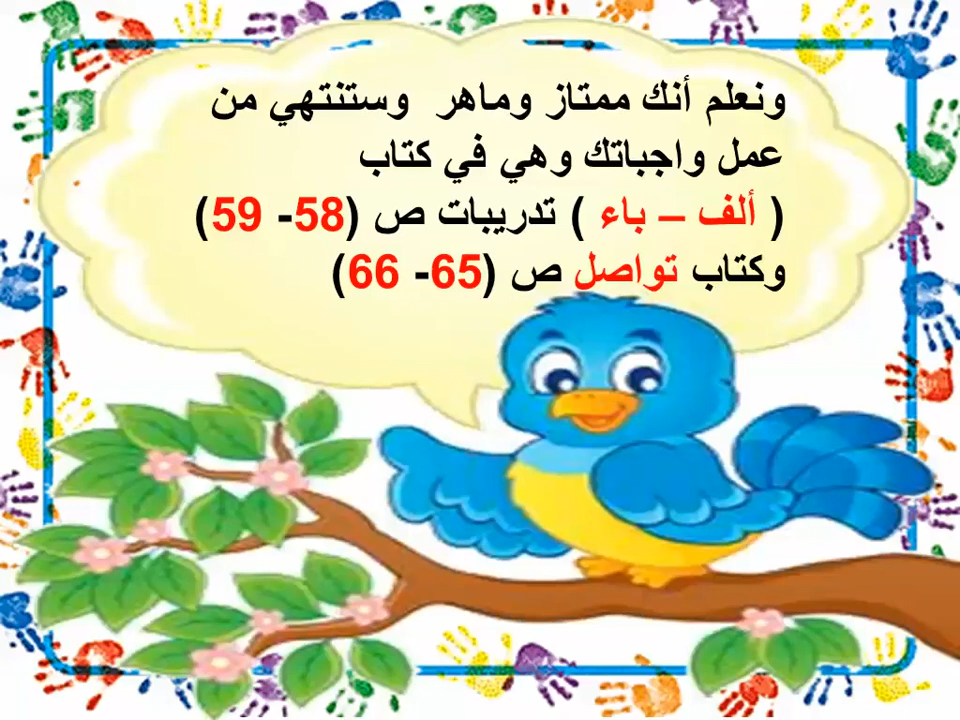 ونعلم أنك ممتاز وماهر وستنتهي من
عمل واجباتك وهي في كتاب
( ألف – باء ) تدريبات ص (58- 59)
وكتاب تواصل ص (65- 66)